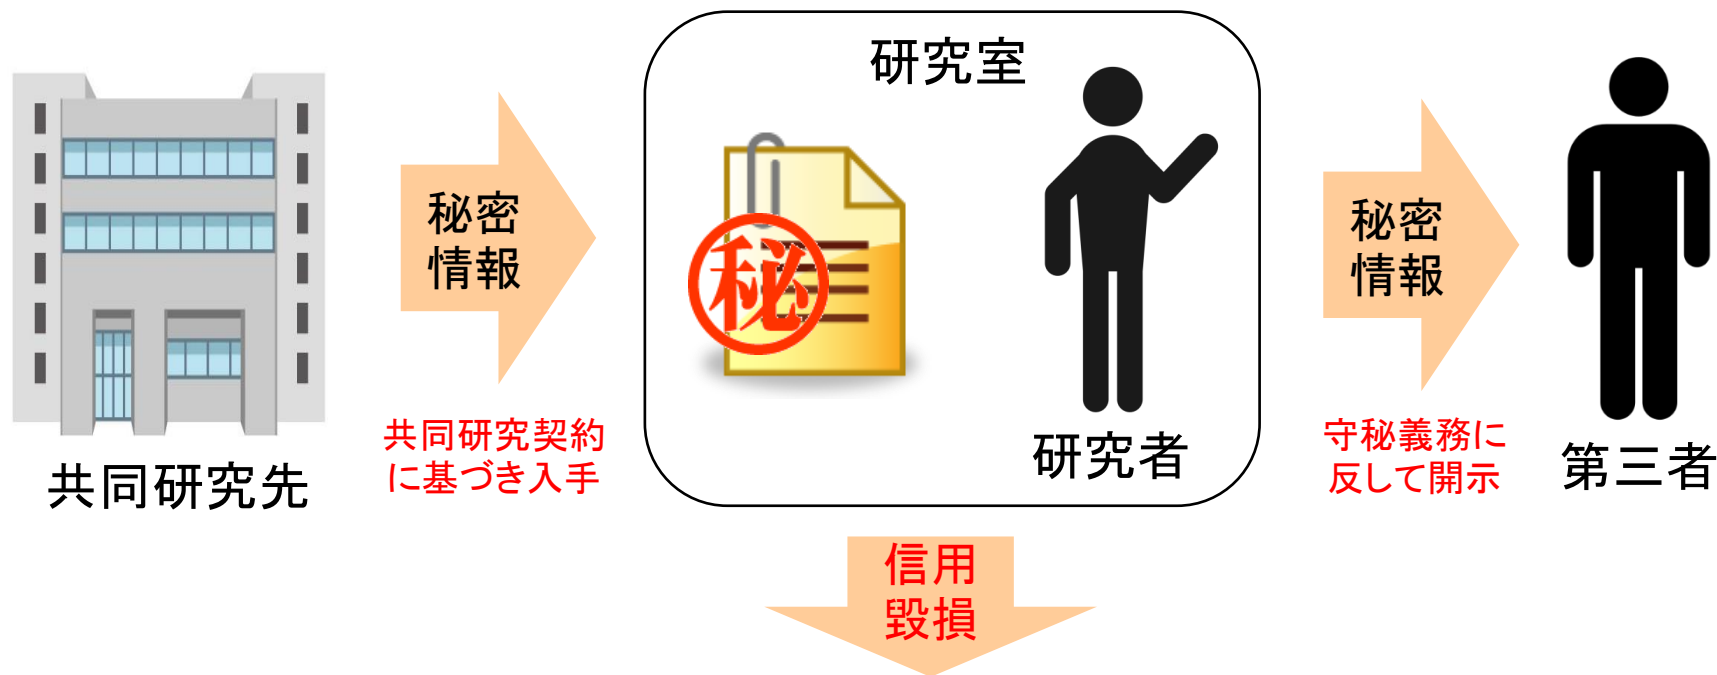 研究室
秘密
情報
秘
秘密
情報
共同研究契約
に基づき入手
研究者
守秘義務に
反して開示
共同研究先
第三者
信用
毀損